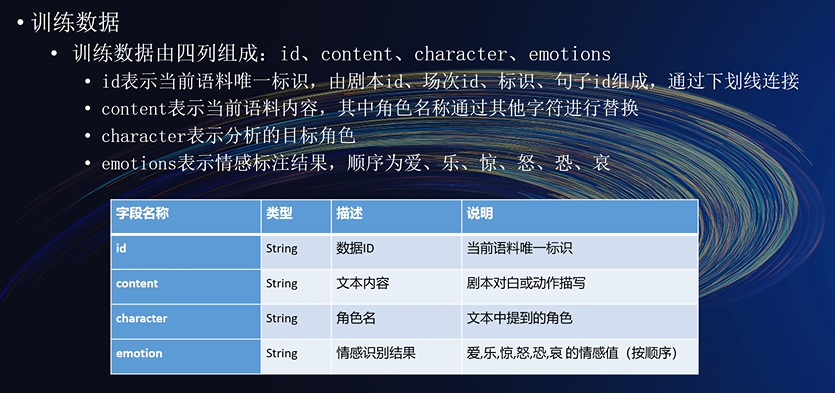 • 训练数据
• 训练数据由四列组成：id、content、character、emotions
• id表示当前语料唯一标识，由剧本id、场次id、标识、句子id组成，通过下划线连接
• content表示当前语料内容，其中角色名称通过其他字符进行替换
• character表示分析的目标角色
• emotions表示情感标注结果，顺序为爱、乐、惊、怒、恐、哀
字段名称 类型 描述 说明
id String 数据ID 当前语料唯一标识
content String 文本内容 剧本对白或动作描写
character String 角色名 文本中提到的角色
emotion String 情感识别结果 爱,乐,惊,怒,恐,哀 的情感值（按顺序）